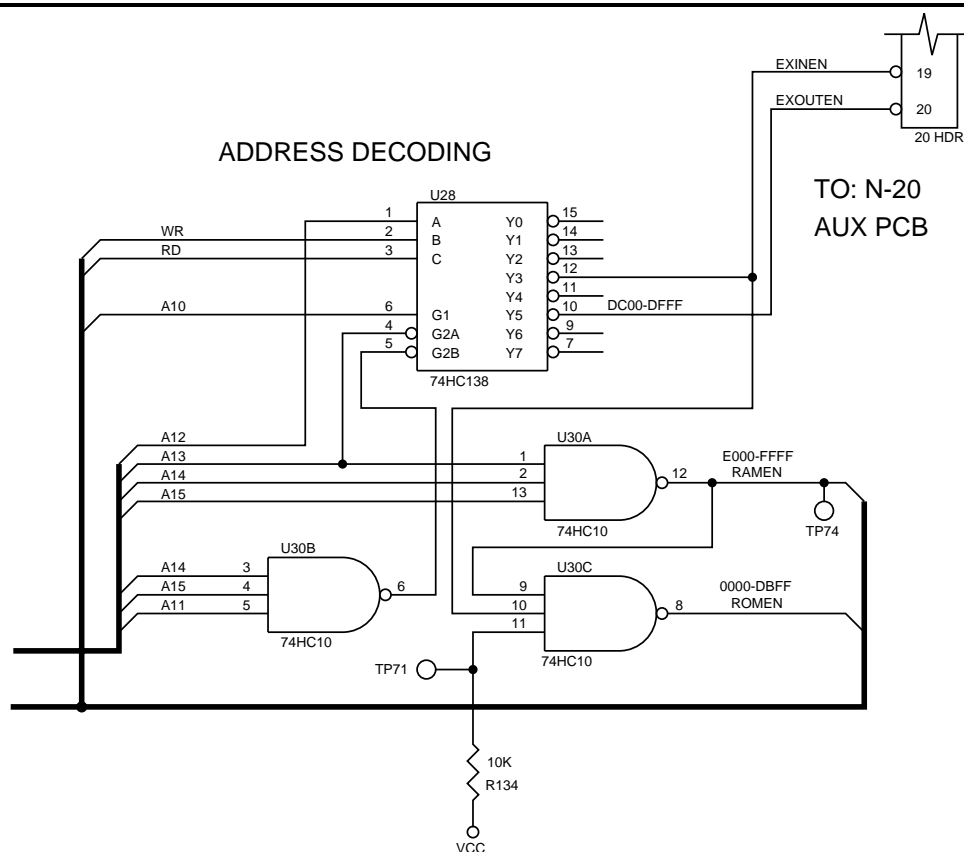 EXINEN
19
EXOUTEN
20
20 HDR
ADDRESS DECODING
TO: N-20
AUX PCB
U28
1
A
Y0
15
WR
2
B
Y1
14
RD
3
C
Y2
13
Y3
12
Y4
11
A10
6
G1
Y5
10
DC00-DFFF
4
G2A
Y6
9
5
G2B
Y7
7
74HC138
A12
U30A
A13
1
E000-FFFF
A14
2
12
RAMEN
A15
13
74HC10
TP74
U30B
U30C
A14
3
9
0000-DBFF
A15
4
6
10
8
ROMEN
A11
5
11
74HC10
74HC10
TP71
10K
R134
VCC